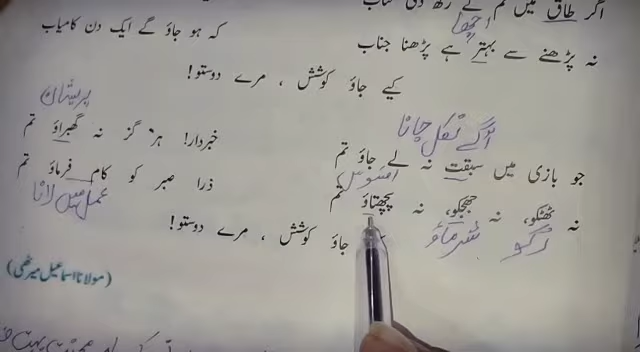 اگر طاق میں تم نے رکھ دی کتاب
اچھا
نہ پڑھنے سے بہتر ہے پڑھنا جناب
کہ ہو جاؤ گے ایک دن کامیاب
کیے جاؤ کوشش ، مرے دوستو!
پریشان
آگے نکل جانا
جو بازی میں سبقت نہ لے جاؤ تم
خبردار! ہر گز نہ گھبراؤ تم
افسوس
نہ ٹھٹکو، نہ جھجکو، نہ پچھتاؤ تم
ذرا صبر کو کام فرماؤ تم
رکو شرماؤ
عمل میں لانا
جاؤ کوشش ، مرے دوستو!
(مولانا اسماعیل میرٹھی)